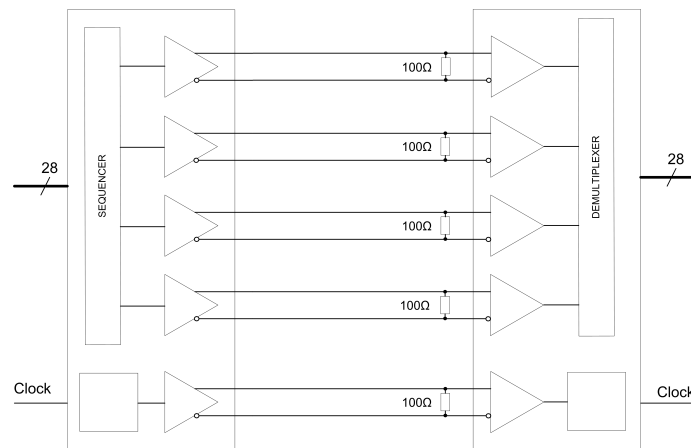 100Ω
100Ω
28
SEQUENCER
28
DEMULTIPLEXER
100Ω
100Ω
Clock
Clock
100Ω